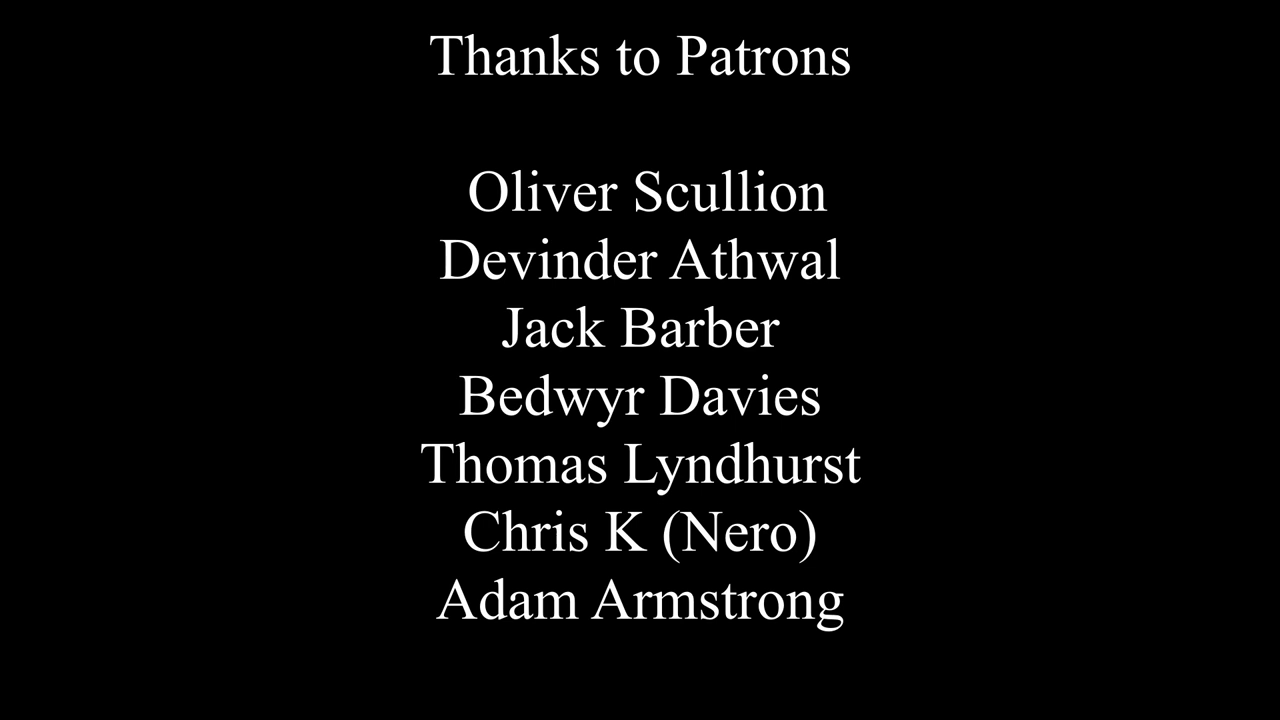 Thanks to Patrons
Oliver Scullion
Devinder Athwal
Jack Barber
Bedwyr Davies
Thomas Lyndhurst
Chris K (Nero)
Adam Armstrong